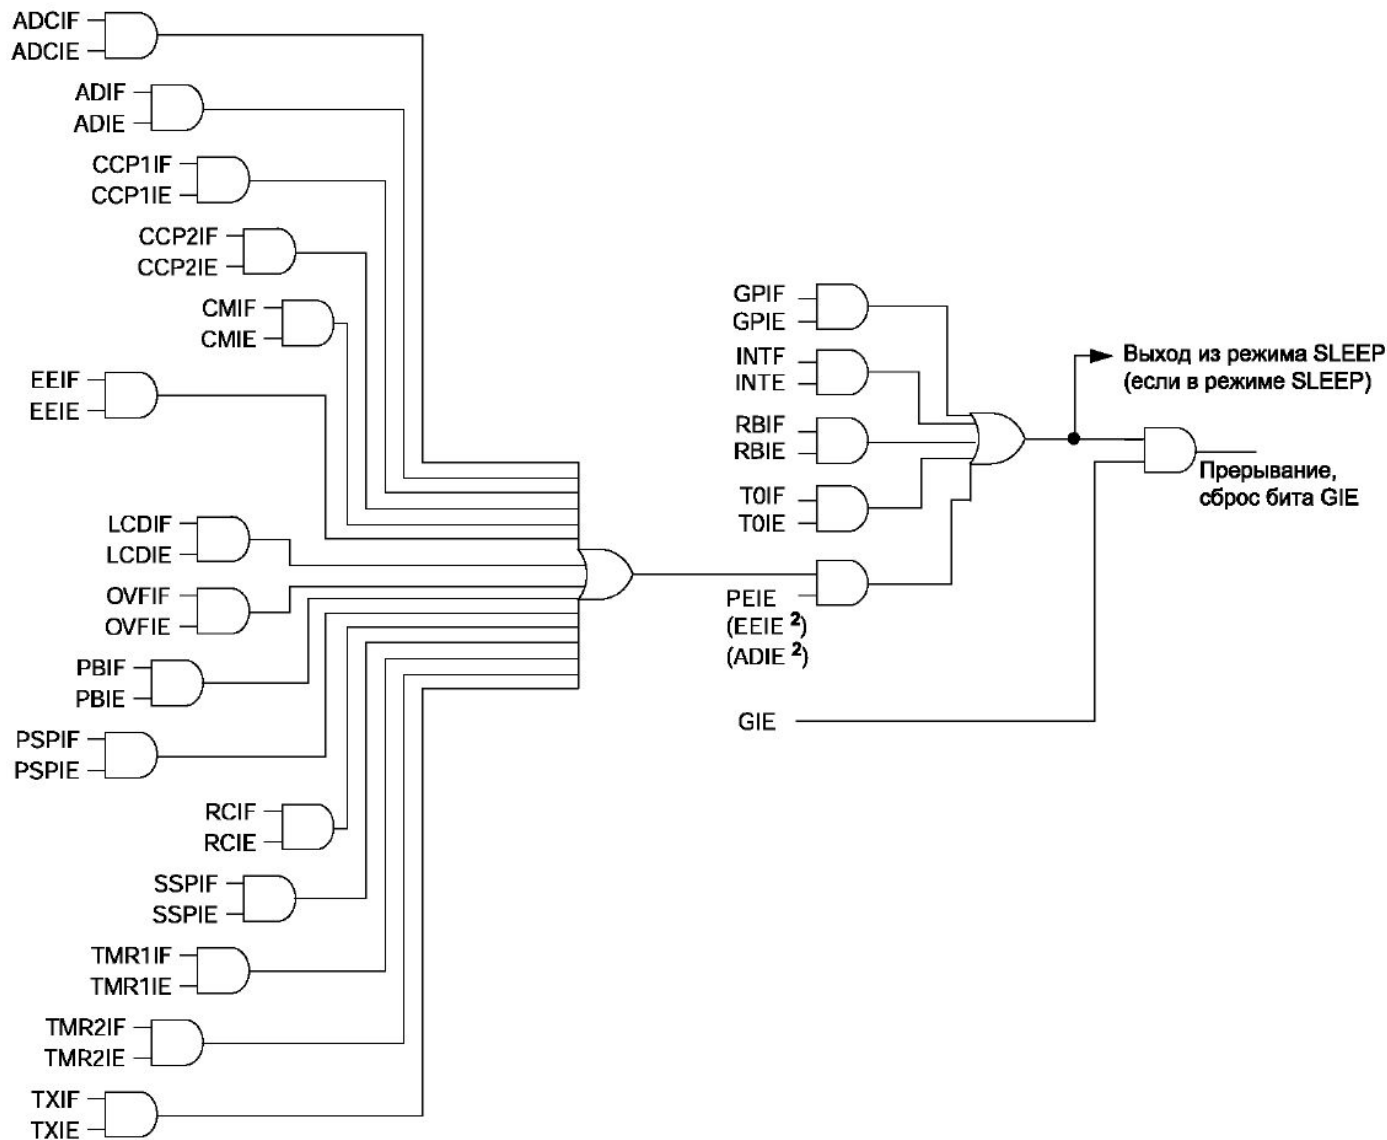 ADCIF
ADCIE
ADIF
ADIE
CCP1IF
CCP1IE
CCP2IF
CCP2IE
CMIF
CMIE
EEIF
EEIE
LCDIF
LCDIE
OVFIF
OVFIE
PBIF
PBIE
PSPIF
PSPIE
RCIF
RCIE
SSPIF
SSPIE
TMR1IF
TMR1IE
TMR2IF
TMR2IE
TXIF
TXIE
GPIF
GPIE
INTF
INTE
RBIF
RBIE
T0IF
T0IE
PEIE
(EEIE ²)
(ADIE ²)
GIE
Выход из режима SLEEP
(если в режиме SLEEP)
Прерывание,
сброс бита GIE